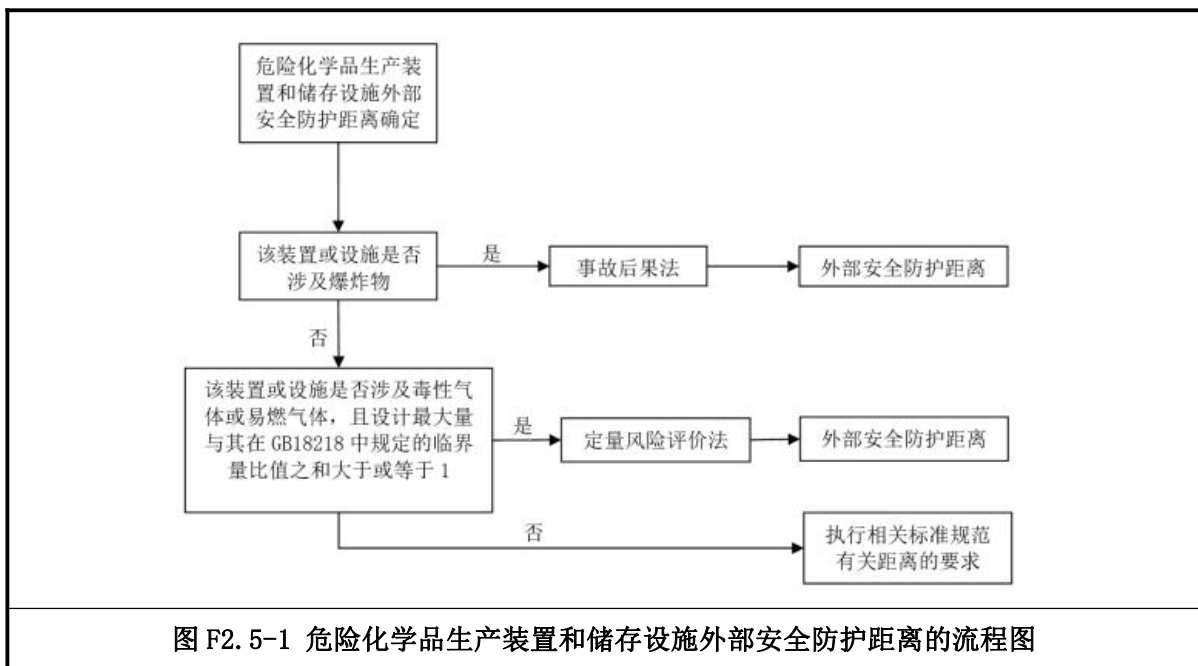 危险化学品生产装
置和储存设施外部
安全防护距离确定
该装置或设施是否
涉及爆炸物
是
事故后果法
外部安全防护距离
否
该装置或设施是否涉及毒性气
体或易燃气体，且设计最大量
与其在 GB18218 中规定的临界
量比值之和大于或等于 1
是
定量风险评价法
外部安全防护距离
否
执行相关标准规范
有关距离的要求
图 F2.5-1 危险化学品生产装置和储存设施外部安全防护距离的流程图